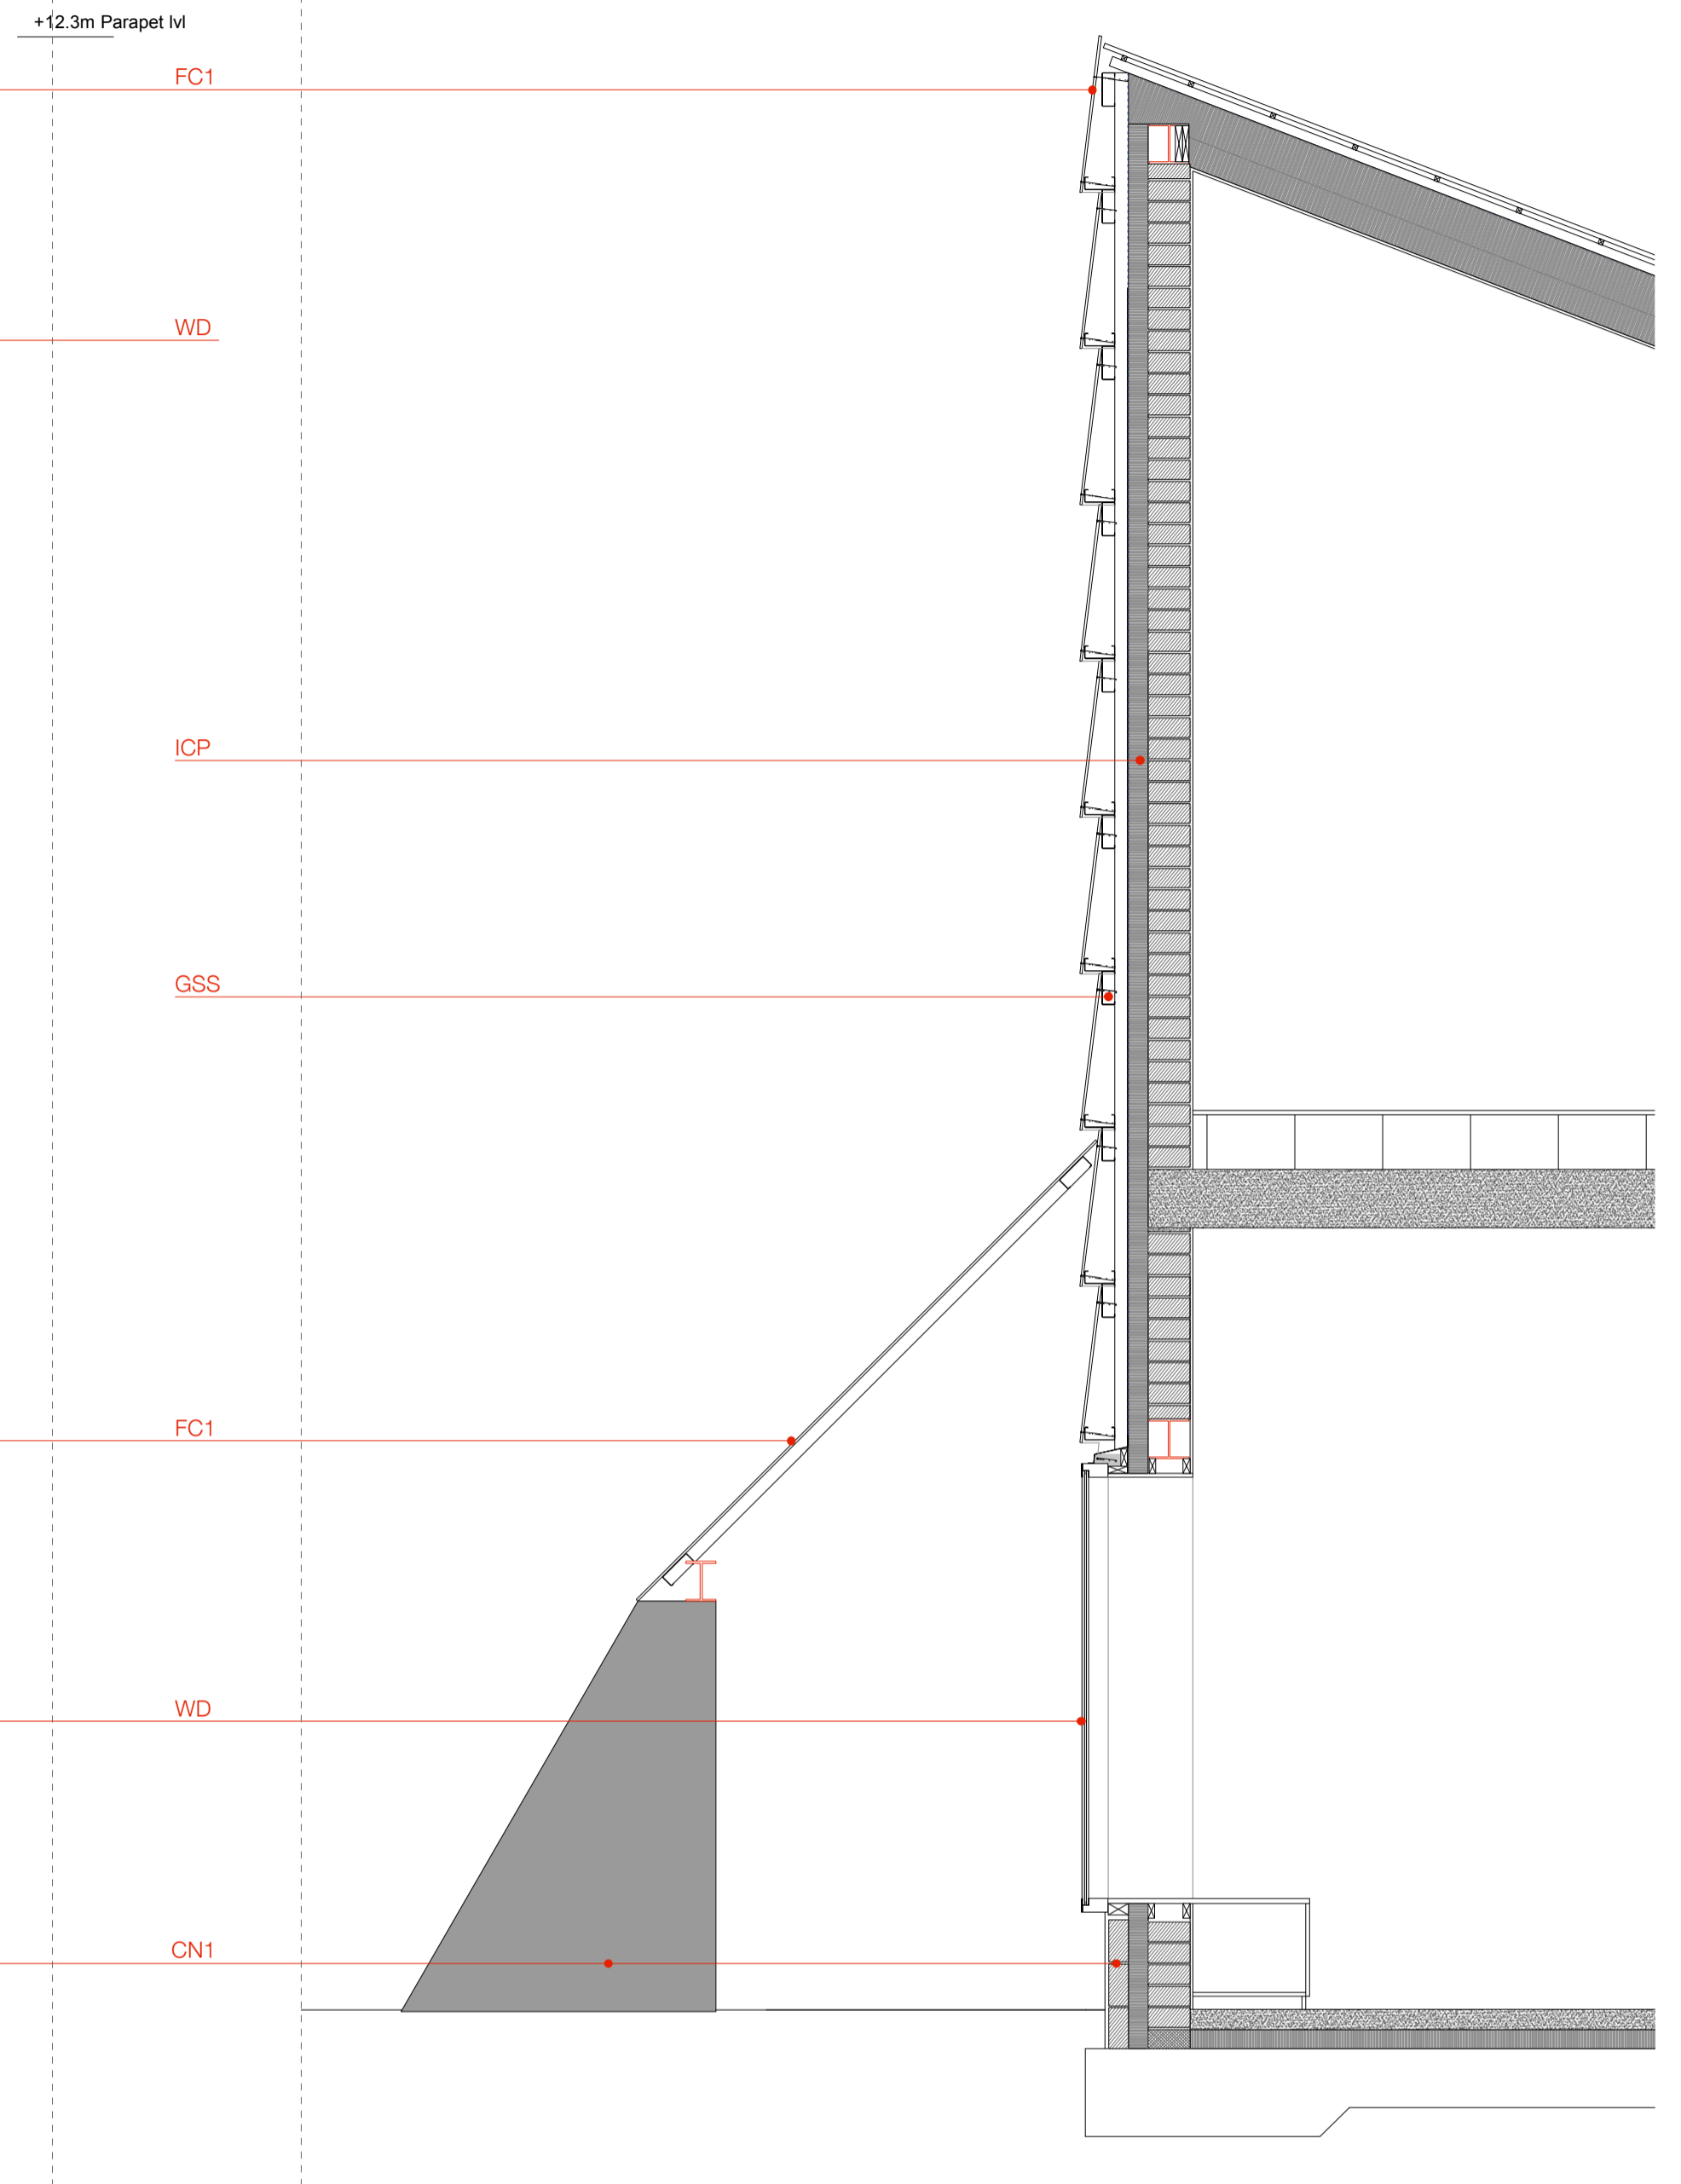 +12.3m Parapet lvl
FC1
WD
ICP
GSS
FC1
WD
CN1